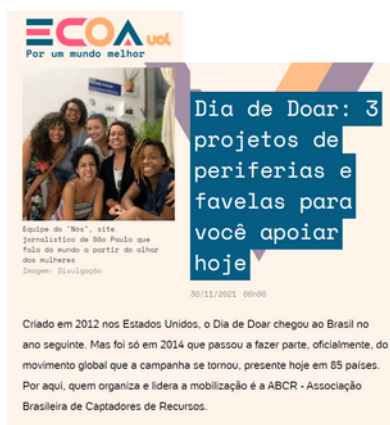 ECOA uol
Por um mundo melhor
Dia de Doar: 3
projetos de
periferias e
favelas para
você apoiar
hoje
Equipe do "Nós", site
jornalístico de São Paulo que
fala do mundo a partir do olhar
das mulheres
Imagem: Divulgação
30/11/2021 06h00
Criado em 2012 nos Estados Unidos, o Dia de Doar chegou ao Brasil no
ano seguinte. Mas foi só em 2014 que passou a fazer parte, oficialmente, do
movimento global que a campanha se tornou, presente hoje em 85 países.
Por aqui, quem organiza e lidera a mobilização é a ABCR - Associação
Brasileira de Captadores de Recursos.